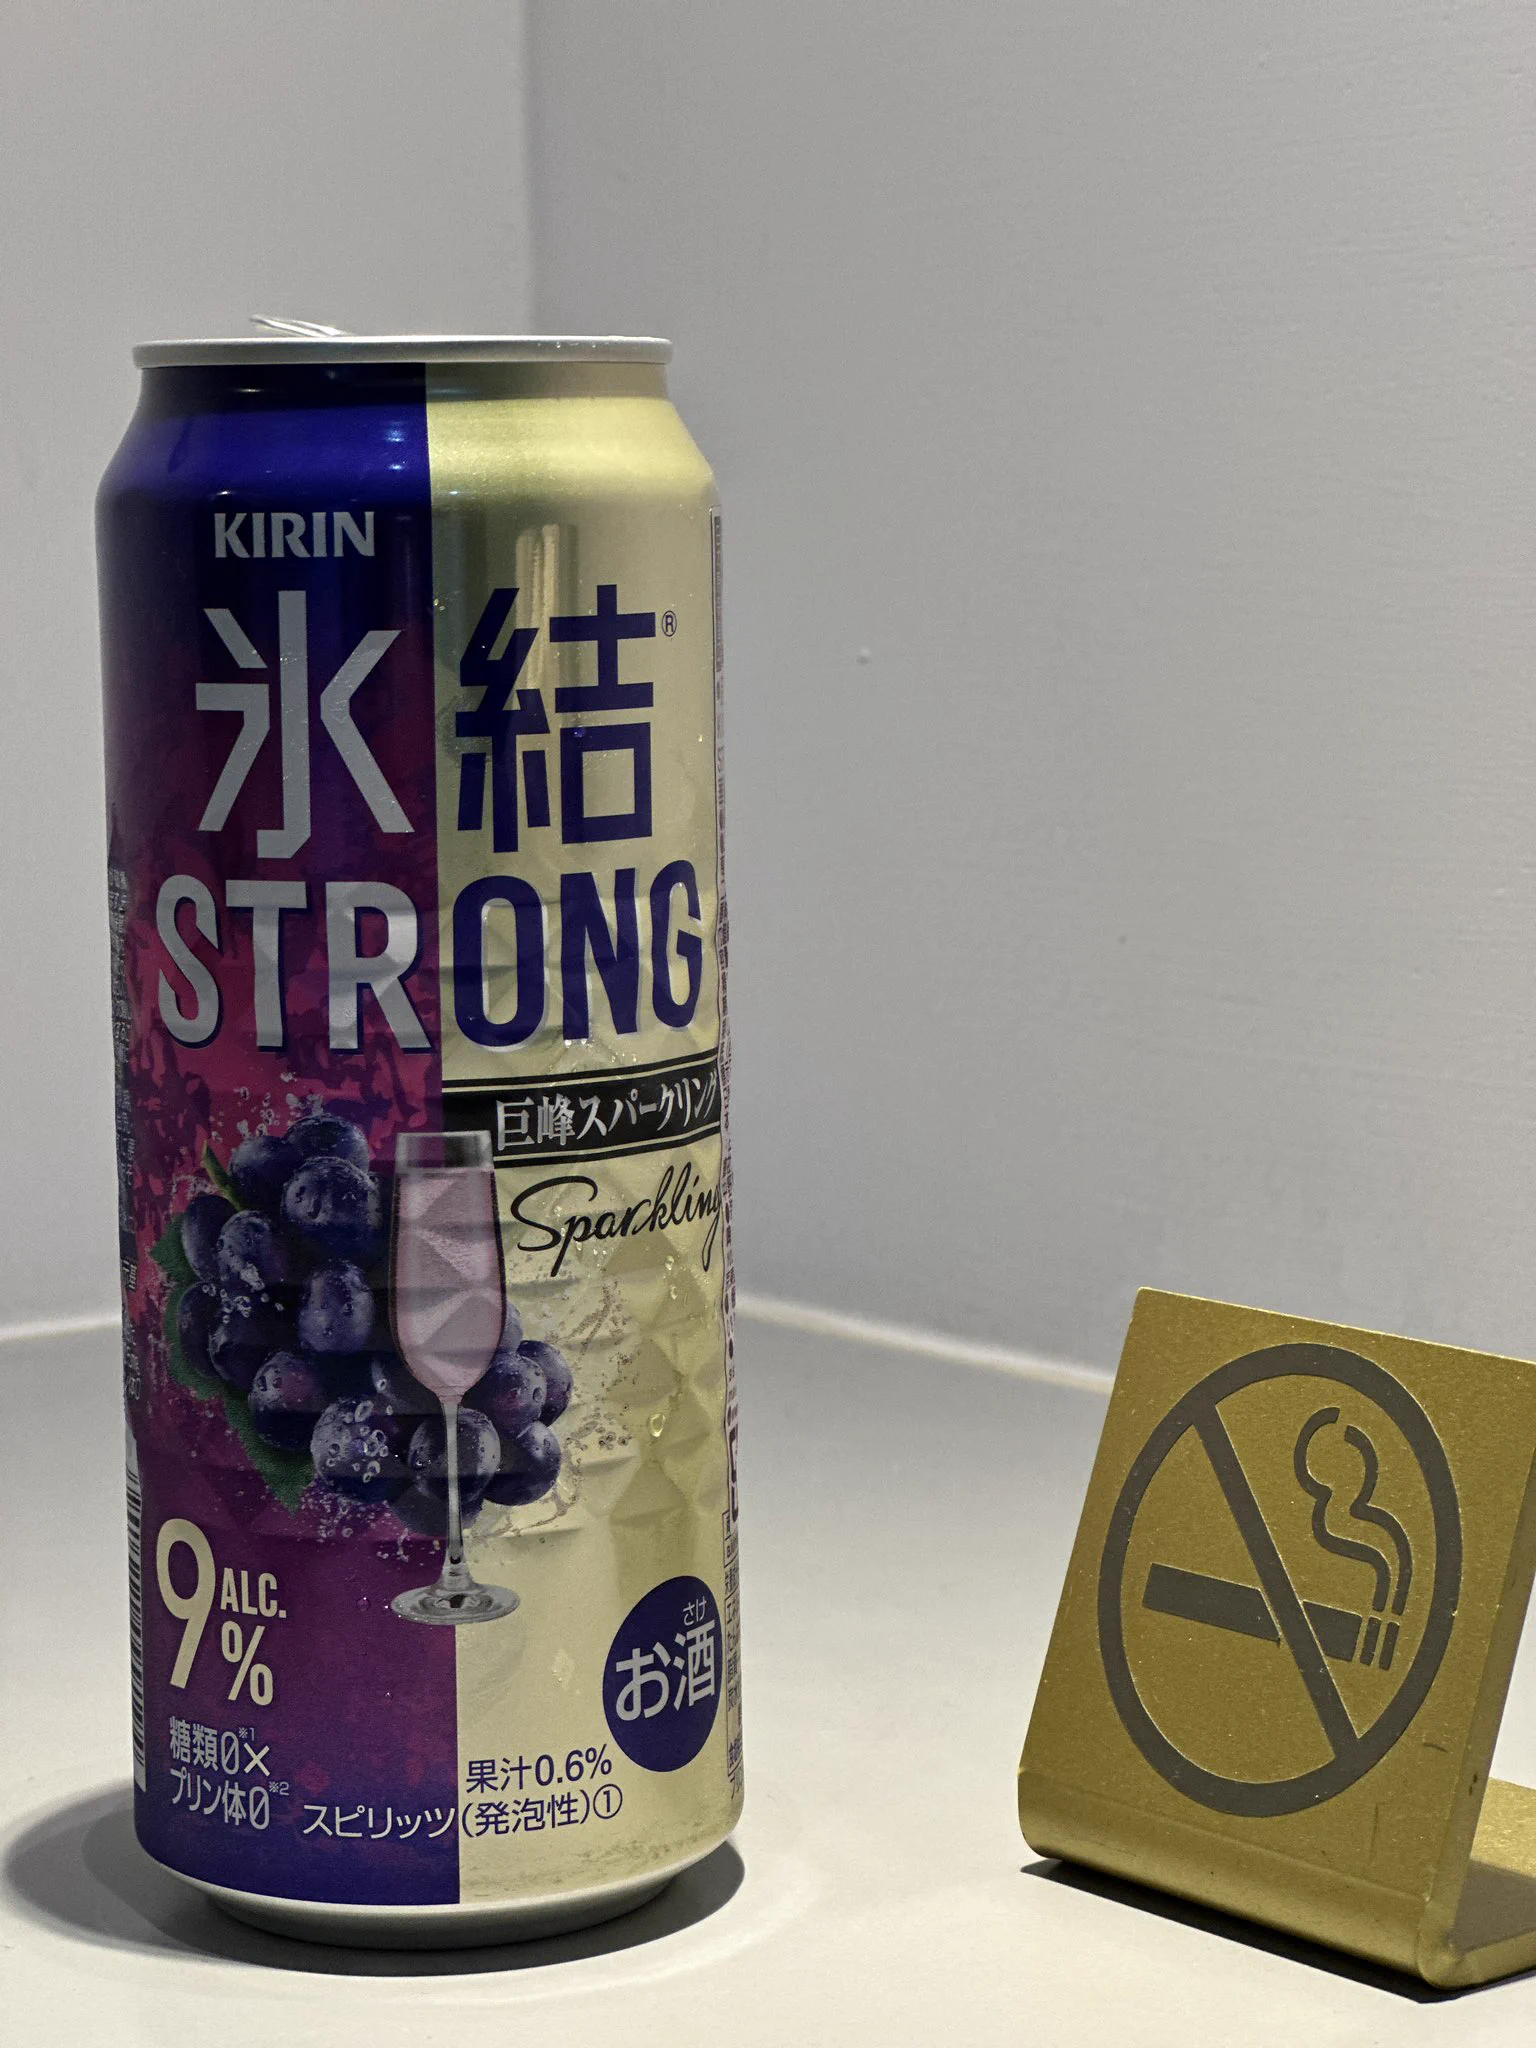 KIRIN
氷結®
STRONG
巨峰スパークリング
Sparkling
9% ALC.
さけ
お酒
糖類0※1×
プリン体0※2
果汁0.6%
スピリッツ(発泡性)①